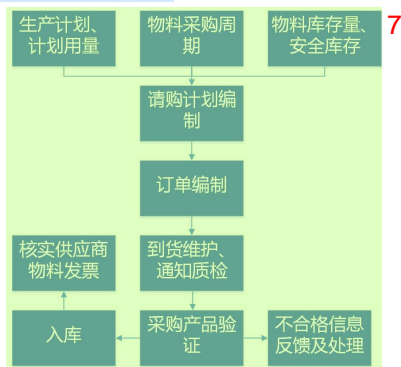 生产计划、
计划用量
物料采购周
期
物料库存量、
安全库存
7
请购计划编
制
订单编制
到货维护、
通知质检
核实供应商
物料发票
入库
采购产品验
证
不合格信息
反馈及处理